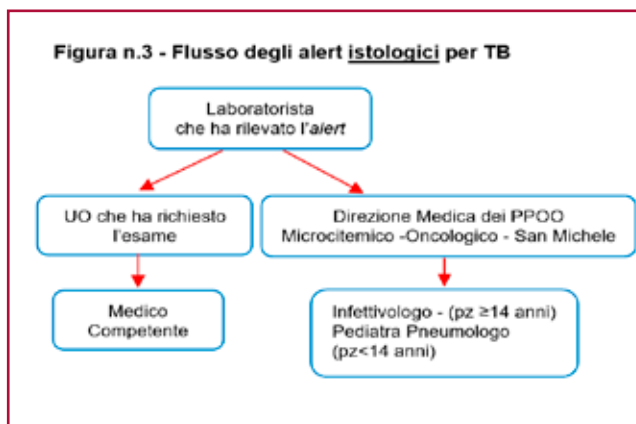 Figura n.3 - Flusso degli alert istologici per TB
Laboratorista
che ha rilevato l'alert
UO che ha richiesto
l'esame
Direzione Medica dei PPOO
Microcitemico -Oncologico - San Michele
Medico
Competente
Infettivologo - (pz ≥14 anni)
Pediatra Pneumologo
(pz<14 anni)